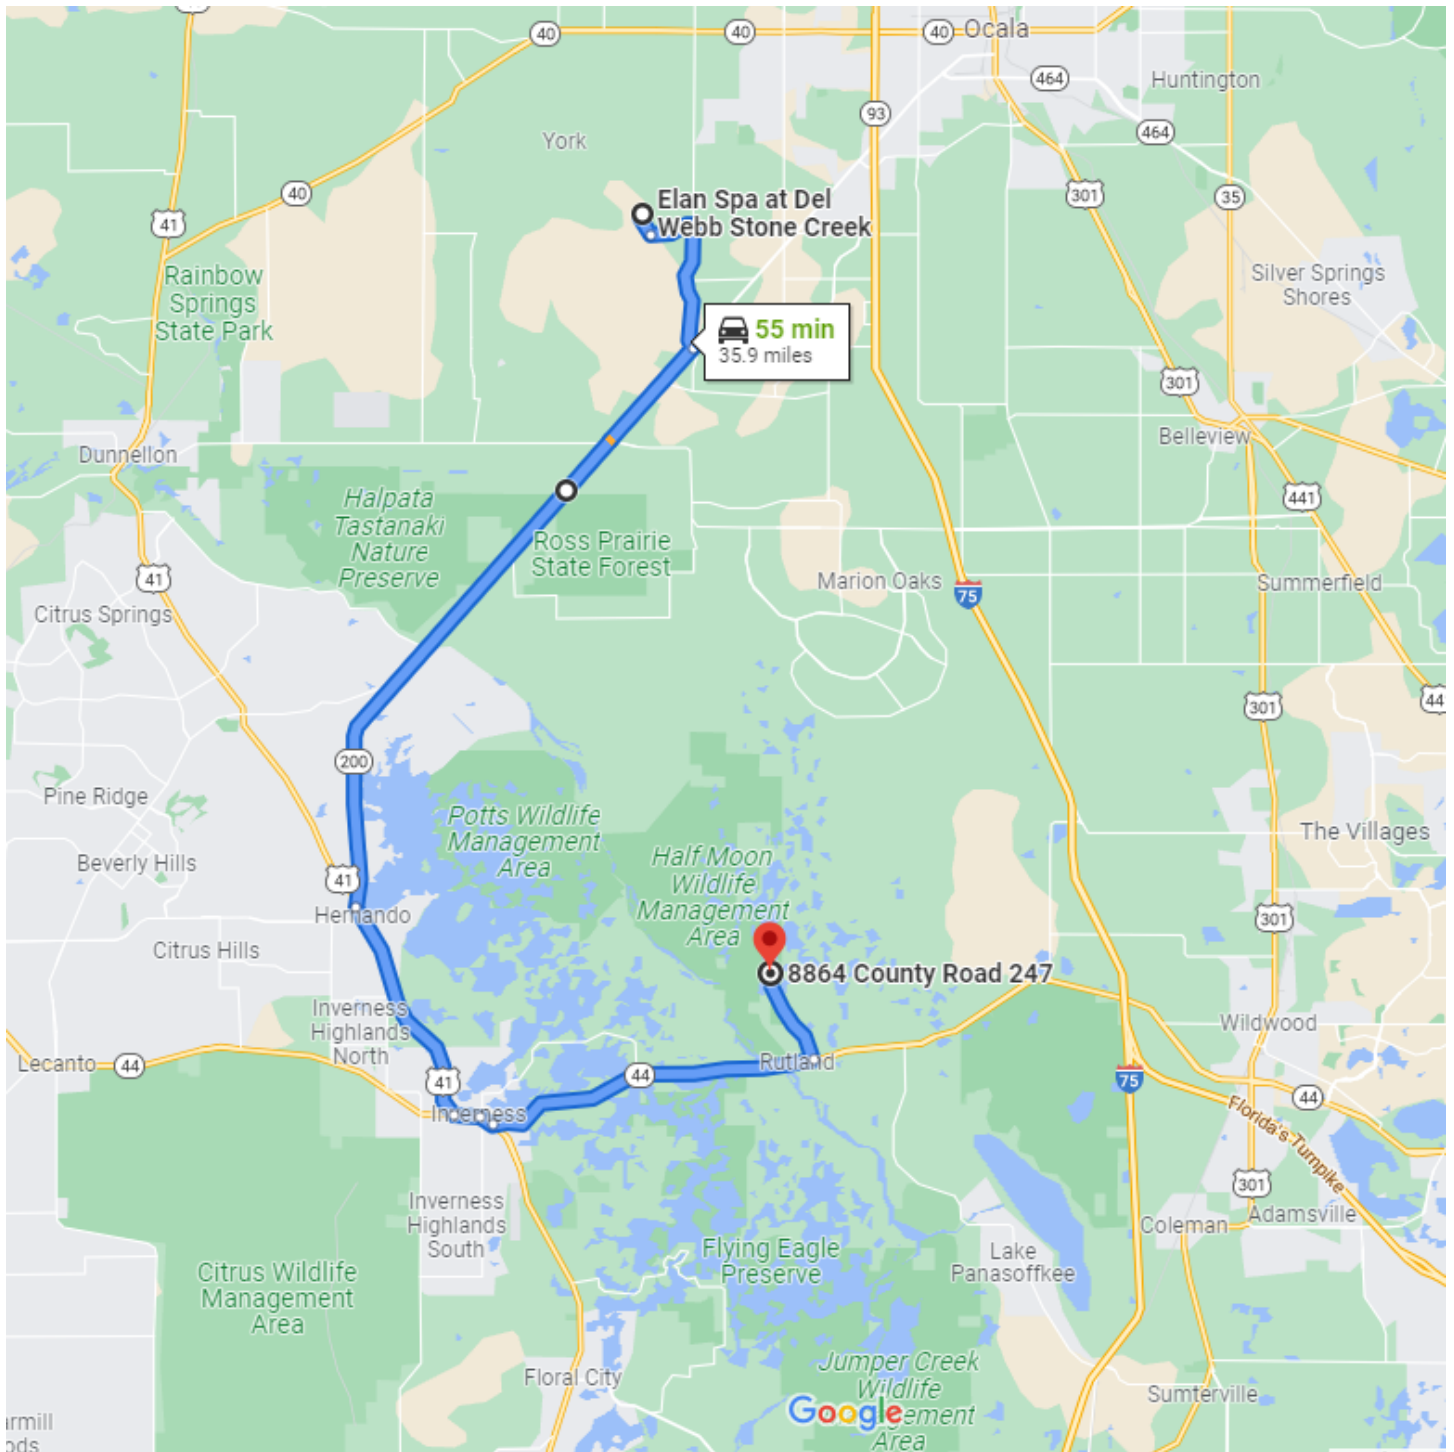 40
40
40
Ocala
464
Huntington
93
464
York
40
301
35
41
Elan Spa at Del
Webb Stone Creek
Rainbow
Springs
State Park
Silver Springs
Shores
55 min
35.9 miles
301
Dunnellon
Belleview
Halpata
Tastanaki
Nature
Preserve
441
Ross Prairie
State Forest
41
Marion Oaks
75
Summerfield
Citrus Springs
301
44
200
Pine Ridge
Potts Wildlife
Management
Area
The Villages
Beverly Hills
Half Moon
Wildlife
Management
Area
41
Hernando
301
Citrus Hills
8864 County Road 247
Inverness
Highlands
North
Wildwood
Lecanto
44
41
44
Rutland
75
44
Inverness
Florida's Turnpike
Inverness
Highlands
South
301
Coleman
Adamsville
Flying Eagle
Preserve
Lake
Panasoffkee
Citrus Wildlife
Management
Area
Floral City
Jumper Creek
Wildlife
Google
ement
Area
Sumterville
armill
ods